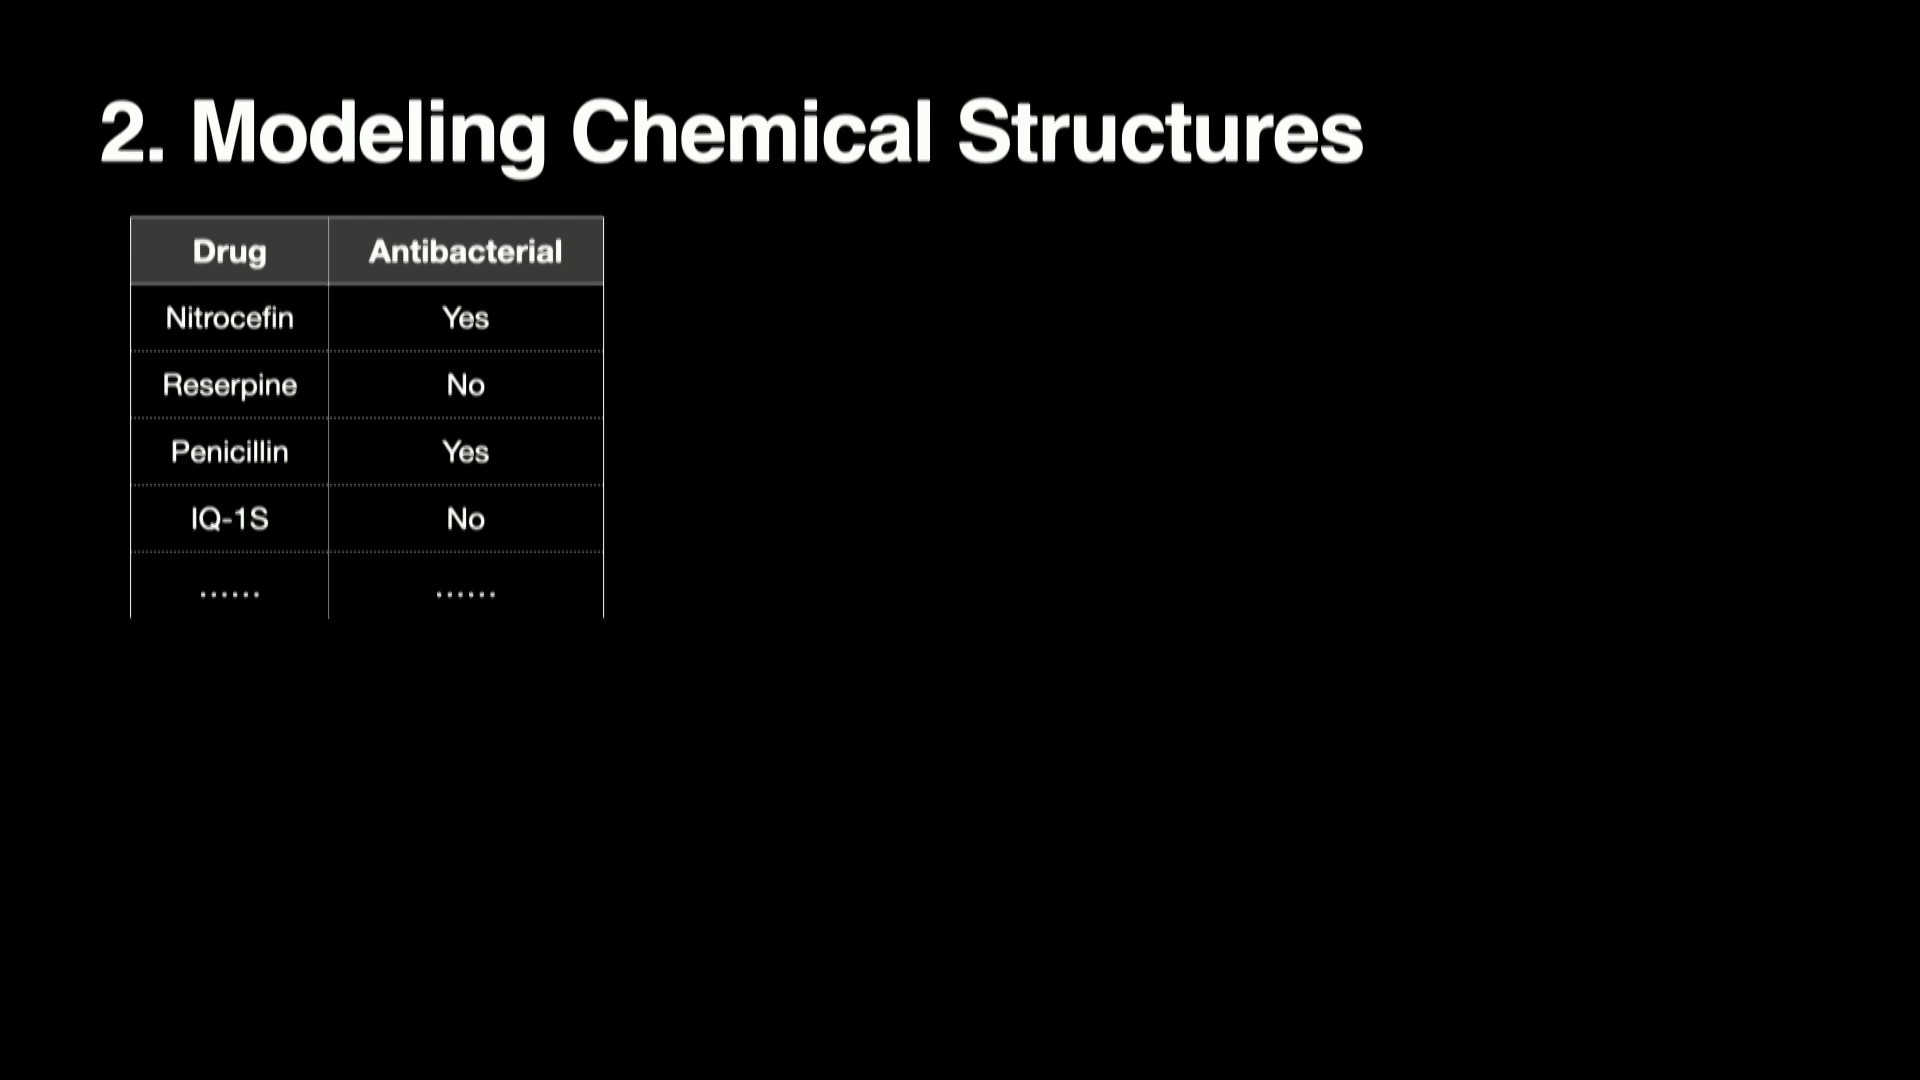 2. Modeling Chemical Structures
Drug Antibacterial
Nitrocefin Yes
Reserpine No
Penicillin Yes
IQ-1S No
...... ......